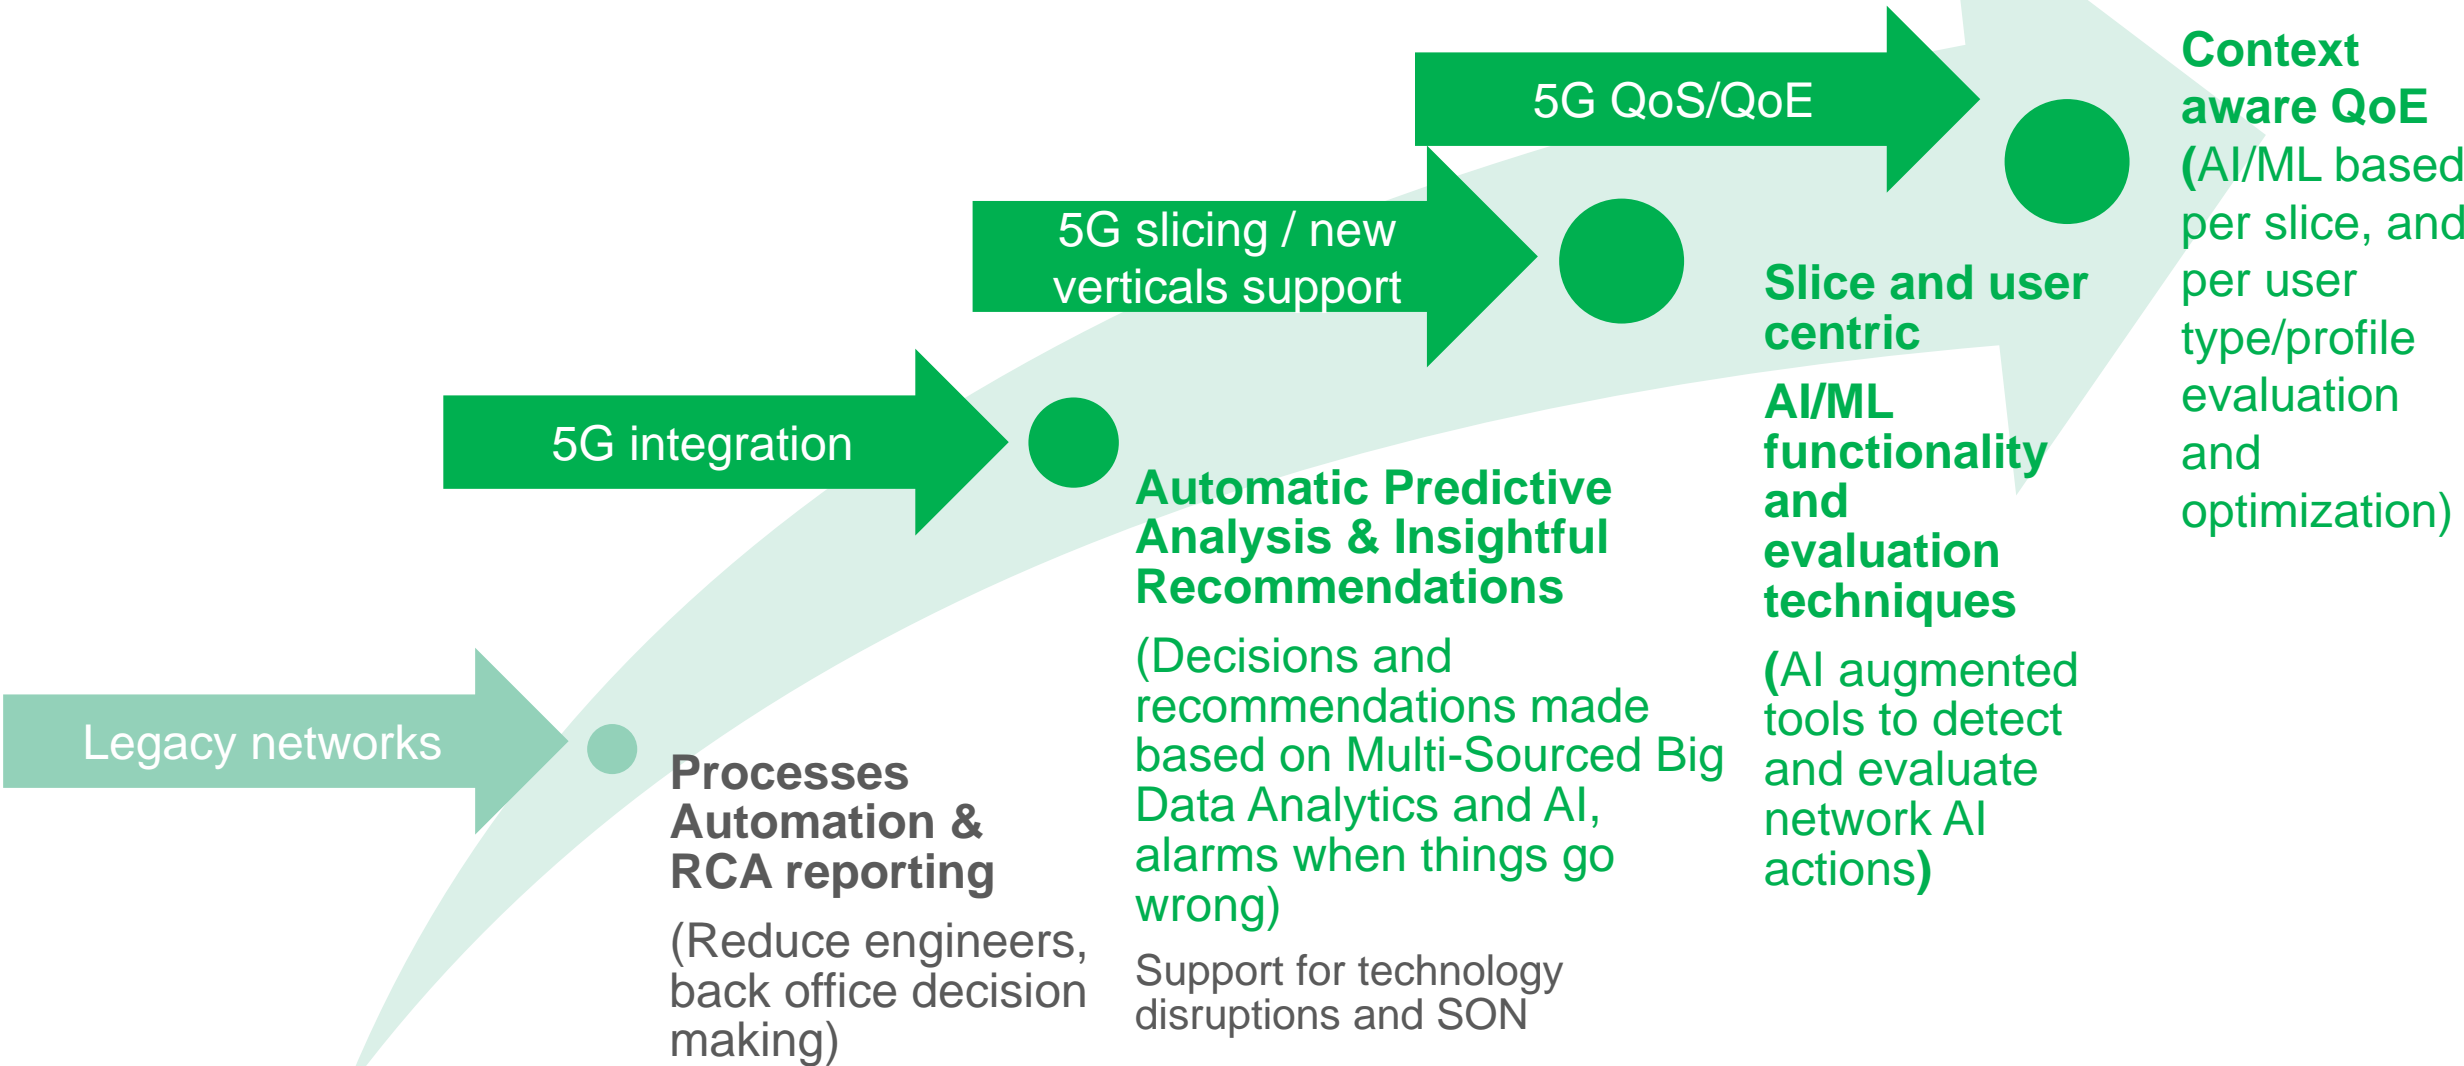 Legacy networks
Processes
Automation &
RCA reporting
(Reduce engineers,
back office decision
making)
5G integration
Automatic Predictive
Analysis & Insightful
Recommendations
(Decisions and
recommendations made
based on Multi-Sourced Big
Data Analytics and AI,
alarms when things go
wrong)
Support for technology
disruptions and SON
5G slicing / new
verticals support
Slice and user
centric
AI/ML
functionality
and
evaluation
techniques
(AI augmented
tools to detect
and evaluate
network AI
actions)
5G QoS/QoE
Context
aware QoE
(AI/ML based
per slice, and
per user
type/profile
evaluation
and
optimization)